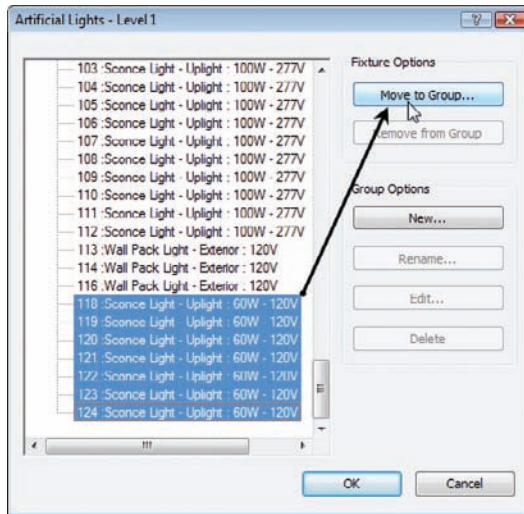 Artificial Lights - Level 1
103 :Sconce Light - Uplight : 100W - 277V
104 :Sconce Light - Uplight : 100W - 277V
105 :Sconce Light - Uplight : 100W - 277V
106 :Sconce Light - Uplight : 100W - 277V
107 :Sconce Light - Uplight : 100W - 277V
108 :Sconce Light - Uplight : 100W - 277V
109 :Sconce Light - Uplight : 100W - 277V
110 :Sconce Light - Uplight : 100W - 277V
111 :Sconce Light - Uplight : 100W - 277V
112 :Sconce Light - Uplight : 100W - 277V
113 :Wall Pack Light - Exterior : 120V
114 :Wall Pack Light - Exterior : 120V
116 :Wall Pack Light - Exterior : 120V
118 :Sconce Light - Uplight : 60W - 120V
119 :Sconce Light - Uplight : 60W - 120V
120 :Sconce Light - Uplight : 60W - 120V
121 :Sconce Light - Uplight : 60W - 120V
122 :Sconce Light - Uplight : 60W - 120V
123 :Sconce Light - Uplight : 60W - 120V
124 :Sconce Light - Uplight : 60W - 120V
Fixture Options
Move to Group...
Remove from Group
Group Options
New...
Rename...
Edit...
Delete
OK
Cancel